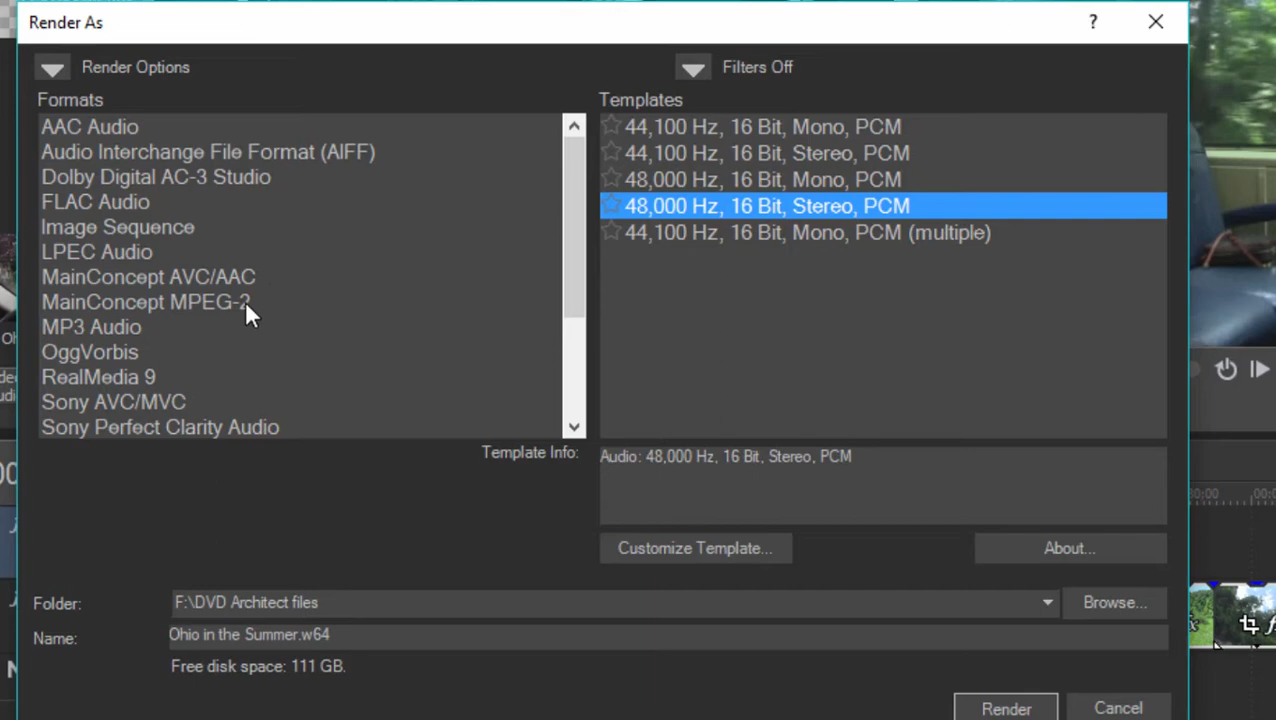 Render As
?
Render Options
Filters Off
Formats
Templates
AAC Audio
Audio Interchange File Format (AIFF)
Dolby Digital AC-3 Studio
FLAC Audio
Image Sequence
LPEC Audio
MainConcept AVC/AAC
MainConcept MPEG-2
MP3 Audio
OggVorbis
RealMedia 9
Sony AVC/MVC
Sony Perfect Clarity Audio
44,100 Hz, 16 Bit, Mono, PCM
44,100 Hz, 16 Bit, Stereo, PCM
48,000 Hz, 16 Bit, Mono, PCM
48,000 Hz, 16 Bit, Stereo, PCM
44,100 Hz, 16 Bit, Mono, PCM (multiple)
Template Info:
Audio: 48,000 Hz, 16 Bit, Stereo, PCM
Customize Template...
About...
Folder:
F:\DVD Architect files
Browse...
Name:
Ohio in the Summer.w64
Free disk space: 111 GB.
Render
Cancel